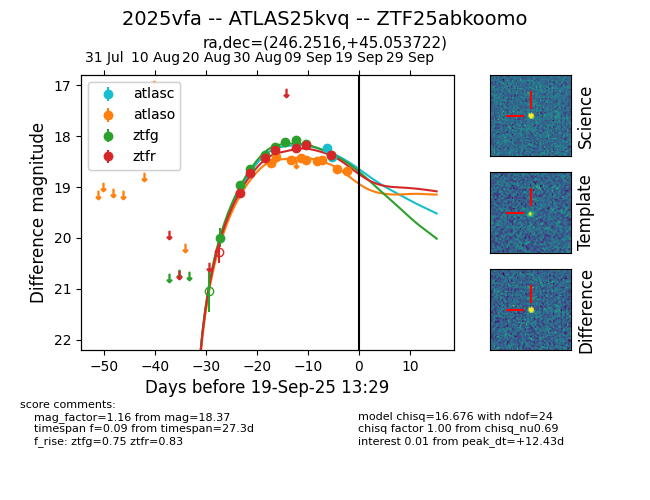 2025vfa -- ATLAS25kvq -- ZTF25abkoomo
ra,dec=(246.2516,+45.053722)
31 Jul 10 Aug 20 Aug 30 Aug 09 Sep 19 Sep 29 Sep
17
18
19
20
21
22
Difference magnitude
atlasc
atlaso
ztfg
ztfr
−50 −40 −30 −20 −10 0 10
Days before 19-Sep-25 13:29
Science
Template
Difference
score comments:
mag_factor=1.16 from mag=18.37
timespan f=0.09 from timespan=27.3d
f_rise: ztfg=0.75 ztfr=0.83
model chisq=16.676 with ndof=24
chisq factor 1.00 from chisq_nu0.69
interest 0.01 from peak_dt=+12.43d